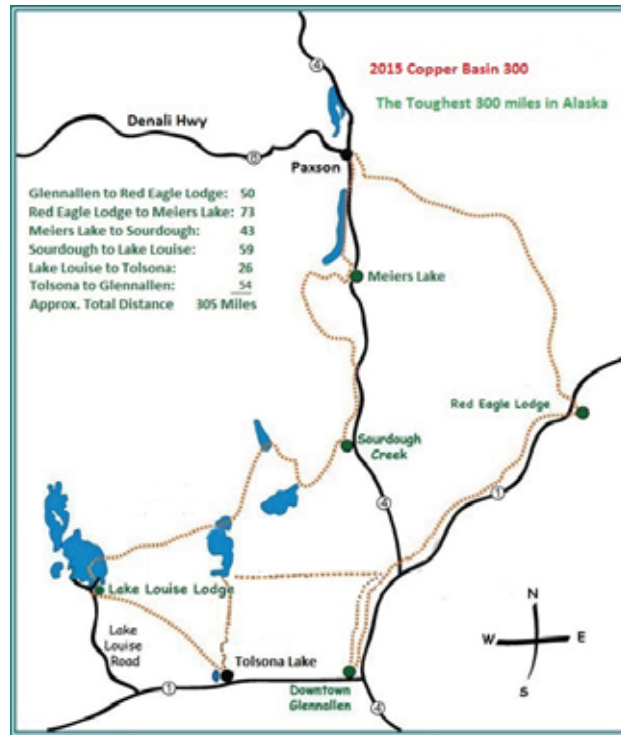 4
2015 Copper Basin 300
The Toughest 300 miles in Alaska
Denali Hwy
8
Paxson
Glennallen to Red Eagle Lodge: 50
Red Eagle Lodge to Meiers Lake: 73
Meiers Lake to Sourdough: 43
Sourdough to Lake Louise: 59
Lake Louise to Tolsona: 26
Tolsona to Glennallen: 54
Approx. Total Distance 305 Miles
Meiers Lake
Red Eagle Lodge
Sourdough
Creek
1
4
Lake Louise Lodge
N
W
E
S
Lake
Louise
Road
Tolsona Lake
1
Downtown
Glennallen
4